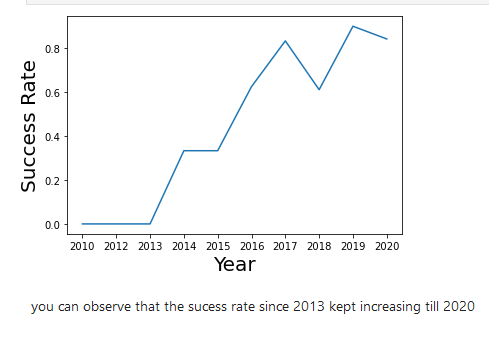 0.8
0.6
0.4
0.2
0.0
Success Rate
2010 2012 2013 2014 2015 2016 2017 2018 2019 2020
Year
you can observe that the sucess rate since 2013 kept increasing till 2020